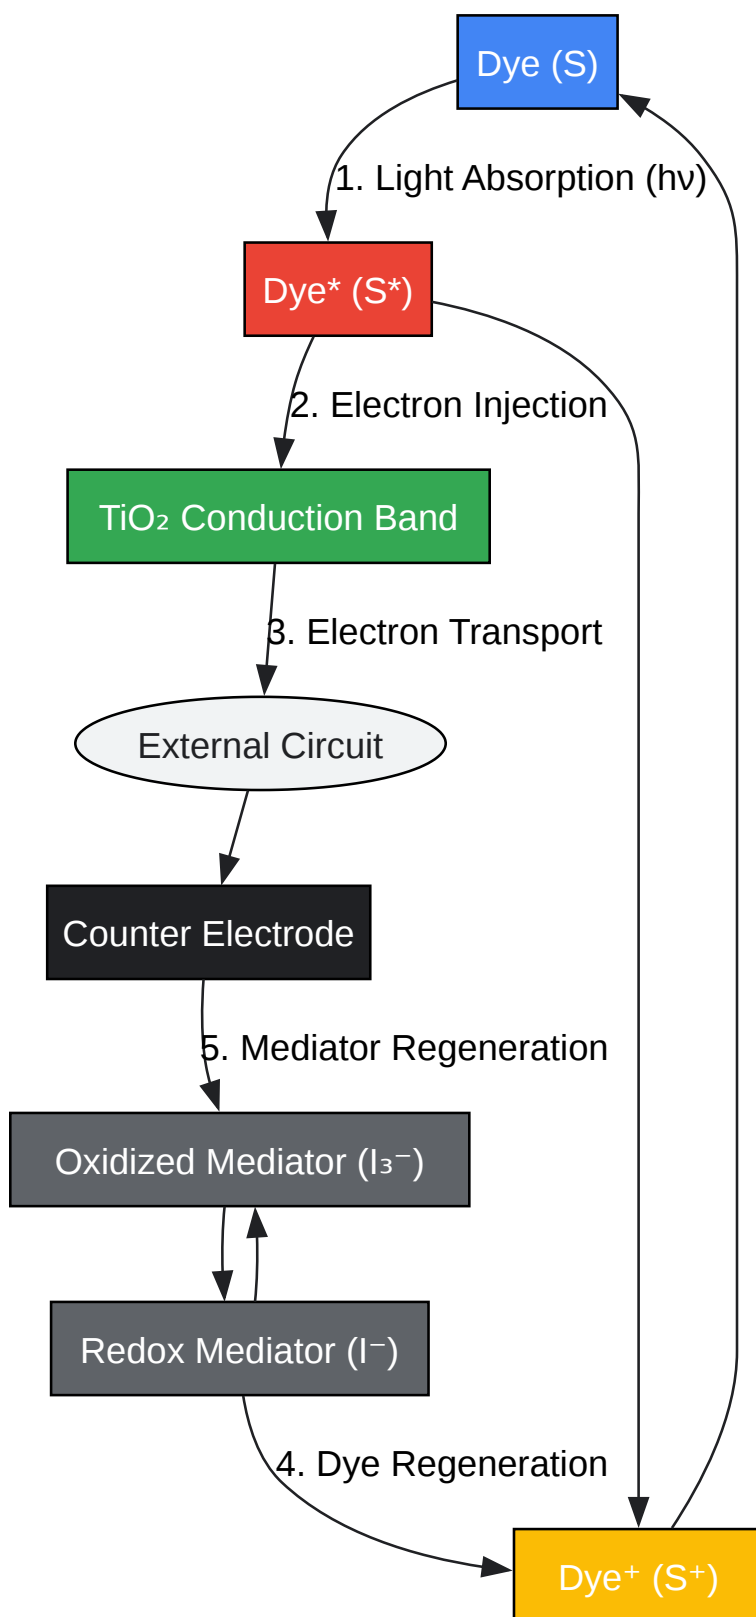 Dye (S)
1. Light Absorption (hν)
Dye* (S*)
2. Electron Injection
TiO₂ Conduction Band
3. Electron Transport
External Circuit
Counter Electrode
5. Mediator Regeneration
Oxidized Mediator (I₃⁻)
Redox Mediator (I⁻)
4. Dye Regeneration
Dye⁺ (S⁺)